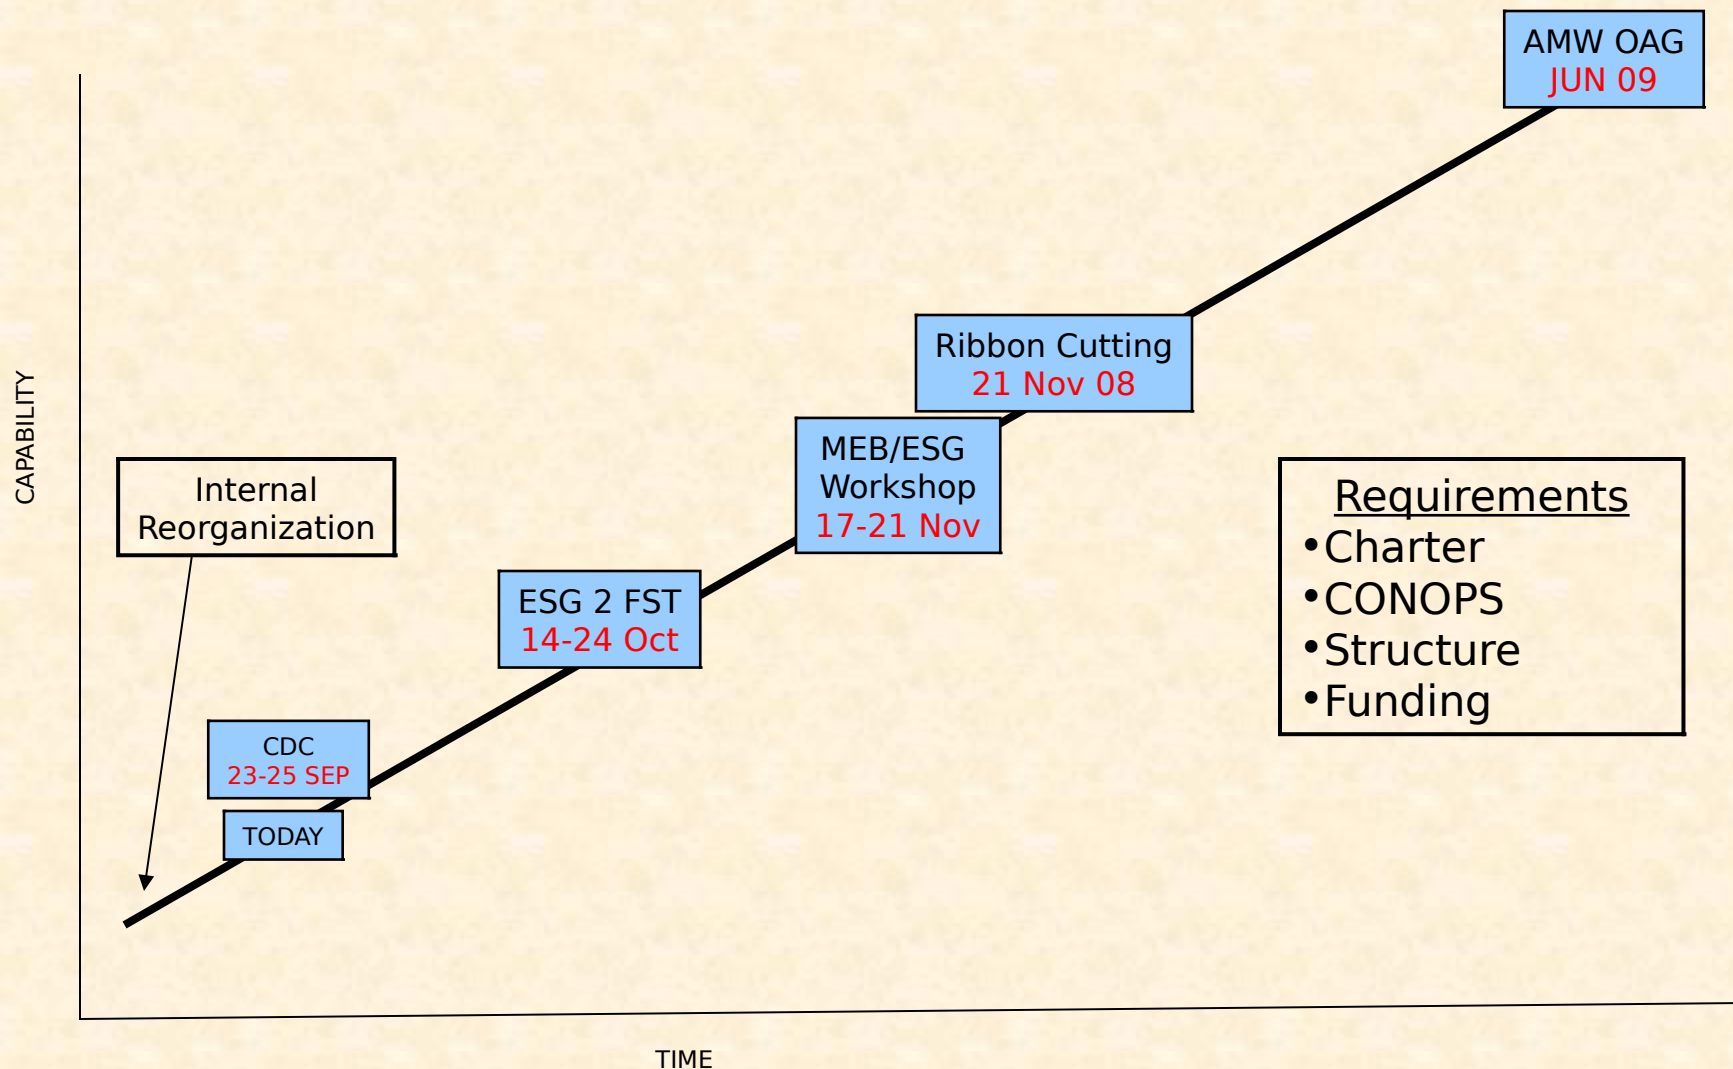 AMW OAG
JUN 09
Ribbon Cutting
21 Nov 08
MEB/ESG
Workshop
17-21 Nov
CAPABILITY
Internal
Reorganization
Requirements
•Charter
•CONOPS
•Structure
•Funding
ESG 2 FST
14-24 Oct
CDC
23-25 SEP
TODAY
TIME